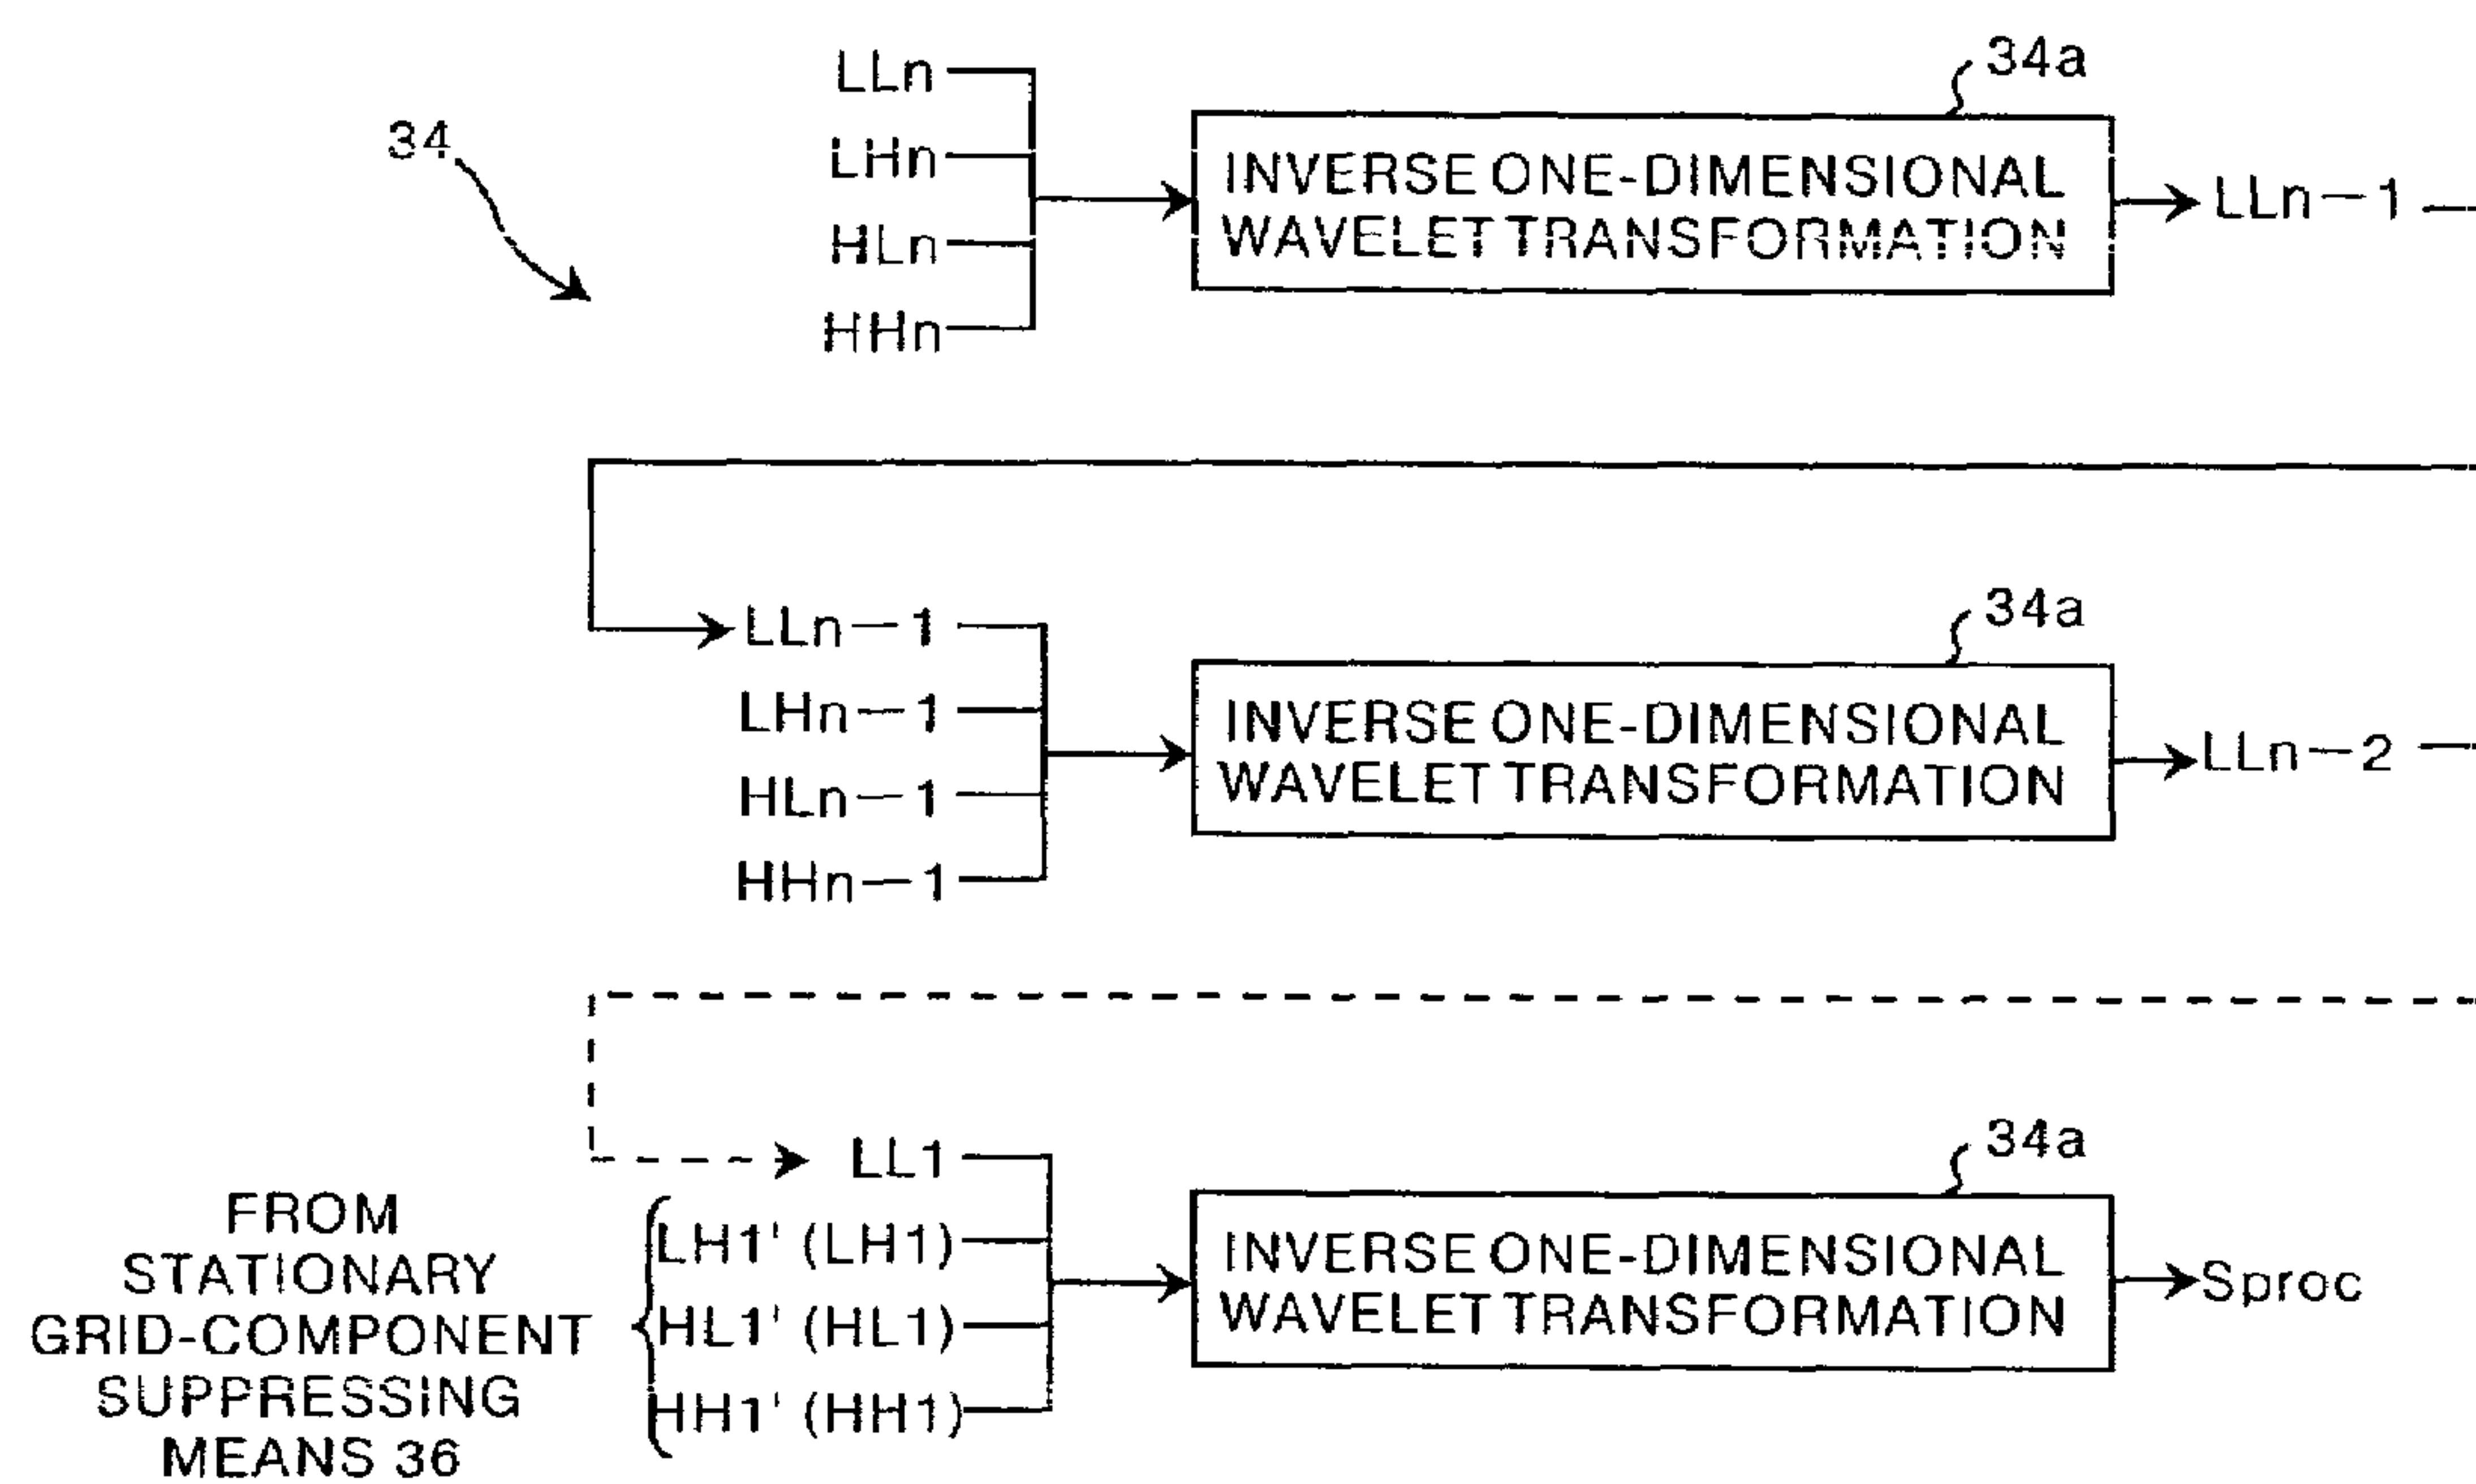 34
LLn
LHn
HLn
HHn
34a
INVERSE ONE-DIMENSIONAL
WAVELET TRANSFORMATION
LLn-1
LLn-1
LHn-1
HLn-1
HHn-1
34a
INVERSE ONE-DIMENSIONAL
WAVELET TRANSFORMATION
LLn-2
FROM
STATIONARY
GRID-COMPONENT
SUPPRESSING
MEANS 36
LL1
LH1' (LH1)
HL1' (HL1)
HH1' (HH1)
34a
INVERSE ONE-DIMENSIONAL
WAVELET TRANSFORMATION
Sproc